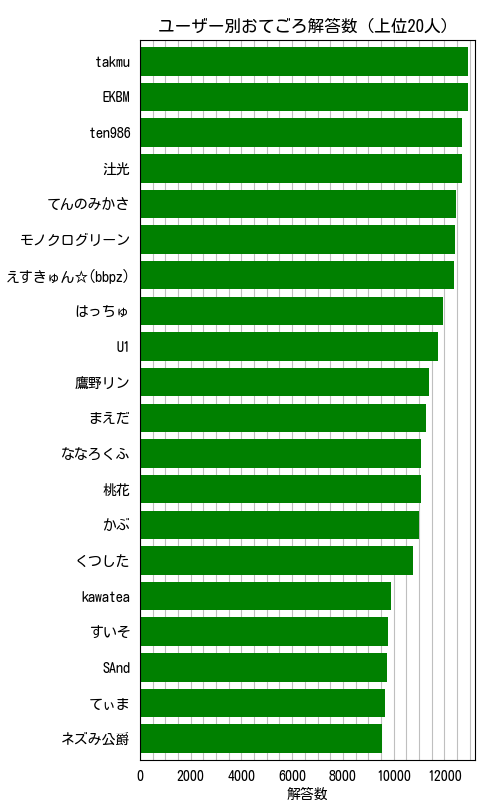 ユーザー別おてごろ解答数（上位20人）
takmu
EKBM
ten986
汢光
てんのみかさ
モノクログリーン
えすきゅん☆(bbpz)
はっちゅ
U1
鷹野リン
まえだ
ななろくふ
桃花
かぶ
くつした
kawatea
すいそ
SAnd
てぃま
ネズみ公爵
0 2000 4000 6000 8000 10000 12000
解答数